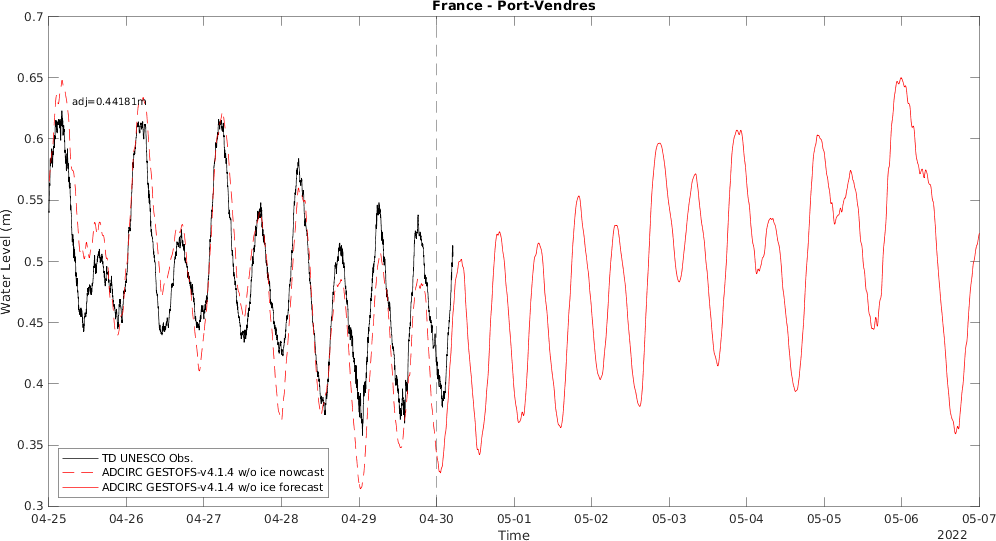 France - Port-Vendres
0.7
0.65
0.6
0.55
0.5
0.45
0.4
0.35
0.3
Water Level (m)
adj=0.44181m
TD UNESCO Obs.
ADCIRC GESTOFS-v4.1.4 w/o ice nowcast
ADCIRC GESTOFS-v4.1.4 w/o ice forecast
04-25 04-26 04-27 04-28 04-29 04-30 05-01 05-02 05-03 05-04 05-05 05-06 05-07
Time
2022